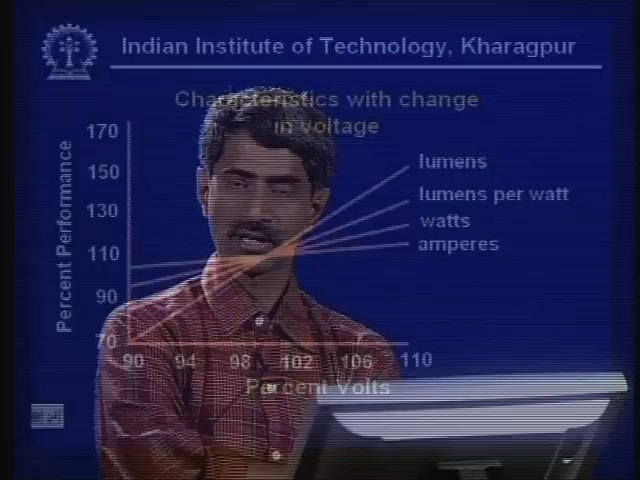 Indian Institute of Technology, Kharagpur
Characteristics with change
in voltage
Percent Performance
170
150
130
110
90
70
lumens
lumens per watt
watts
amperes
90 94 98 102 106 110
Percent Volts